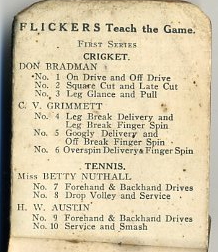 FLICKERS Teach the Game.
FIRST SERIES
CRICKET.
DON BRADMAN
No. 1 On Drive and Off Drive
No. 2 Square Cut and Late Cut
No. 3 Leg Glance and Pull
C. V. GRIMMETT
No. 4 Leg Break Delivery and
Leg Break Finger Spin
No. 5 Googly Delivery and
Off Break Finger Spin
No. 6 Overspin Delivery & Finger Spin
TENNIS.
Miss BETTY NUTHALL
No. 7 Forehand & Backhand Drives
No. 8 Drop Volley and Service
H. W. AUSTIN
No. 9 Forehand & Backhand Drives
No. 10 Service and Smash